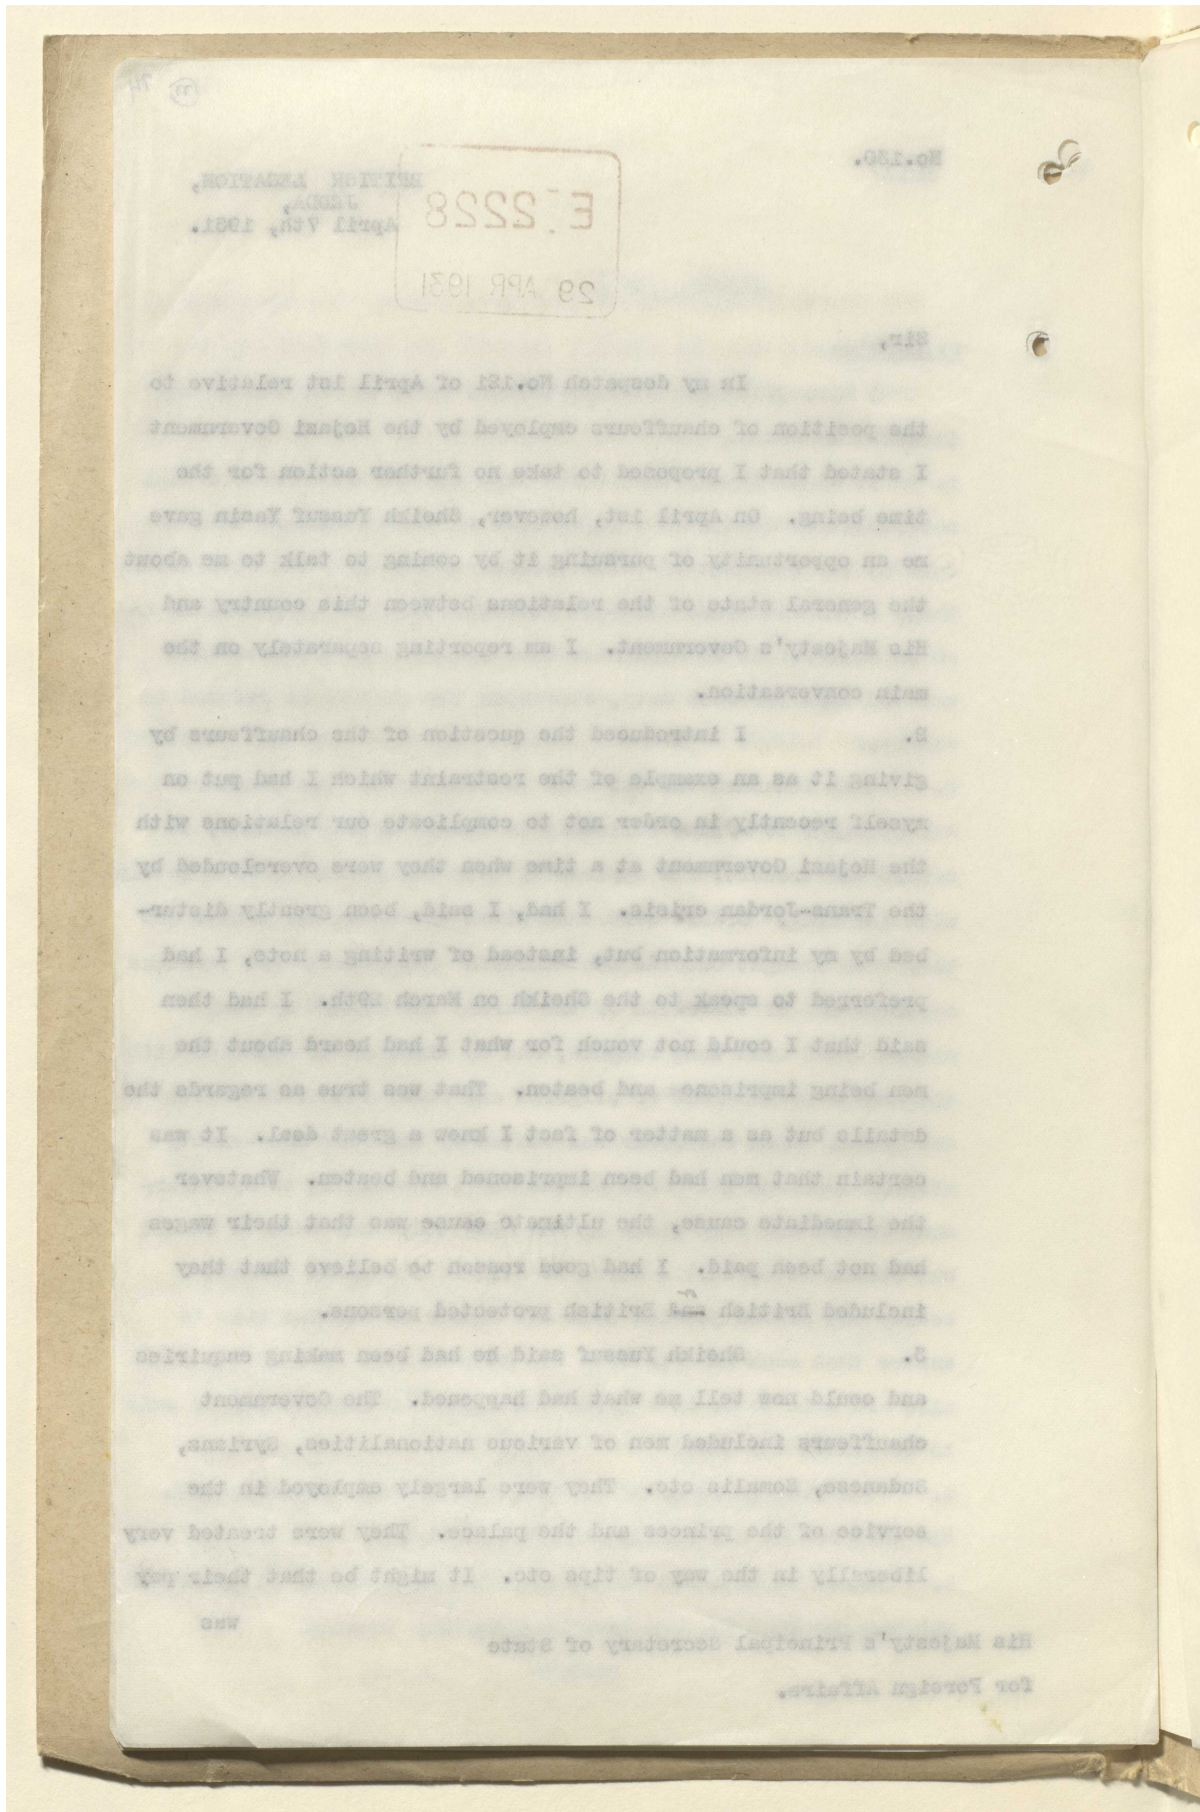 No.130.
BRITISH LEGATION,
JEDDA,
April 7th, 1931.
E 2228
29 APR 1931
Sir,
In my despatch No.121 of April 1st relative to
the position of chauffeurs employed by the Hejazi Government
I stated that I proposed to take no further action for the
time being. On April 1st, however, Sheikh Yussuf Yasin gave
me an opportunity of pursuing it by coming to talk to me about
the general state of the relations between this country and
His Majesty's Government. I am reporting separately on the
main conversation.
2. I introduced the question of the chauffeurs by
giving it as an example of the restraint which I had put on
myself recently in order not to complicate our relations with
the Hejazi Government at a time when they were overclouded by
the Trans-Jordan crisis. I had, I said, been greatly distur-
bed by my information but, instead of writing a note, I had
preferred to speak to the Sheikh on March 29th. I had then
said that I could not vouch for what I had heard about the
men being imprisone and beaten. That was true as regards the
details but as a matter of fact I knew a great deal. It was
certain that men had been imprisoned and beaten. Whatever
the immediate cause, the ultimate cause was that their wages
had not been paid. I had good reason to believe that they
included British and British protected persons.
3. Sheikh Yussuf said he had been making enquiries
and could now tell me what had happened. The Government
chauffeurs included men of various nationalities, Syrians,
Sudanese, Somalis etc. They were largely employed in the
service of the princes and the palace. They were treated very
liberally in the way of tips etc. It might be that their pay
was
His Majesty's Principal Secretary of State
for Foreign Affairs.